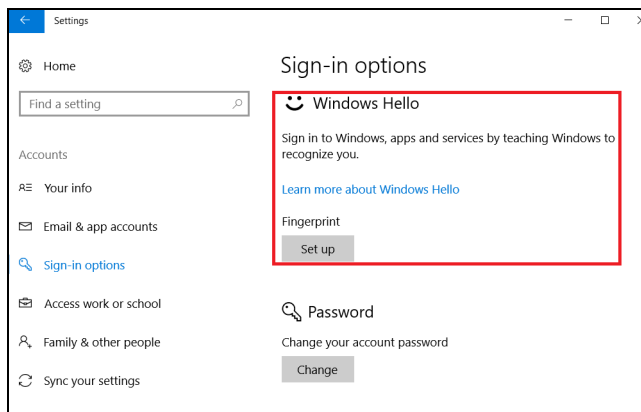 Settings
Home
Find a setting
Accounts
Your info
Email & app accounts
Sign-in options
Access work or school
Family & other people
Sync your settings
Sign-in options
Windows Hello
Sign in to Windows, apps and services by teaching Windows to
recognize you.
Learn more about Windows Hello
Fingerprint
Set up
Password
Change your account password
Change